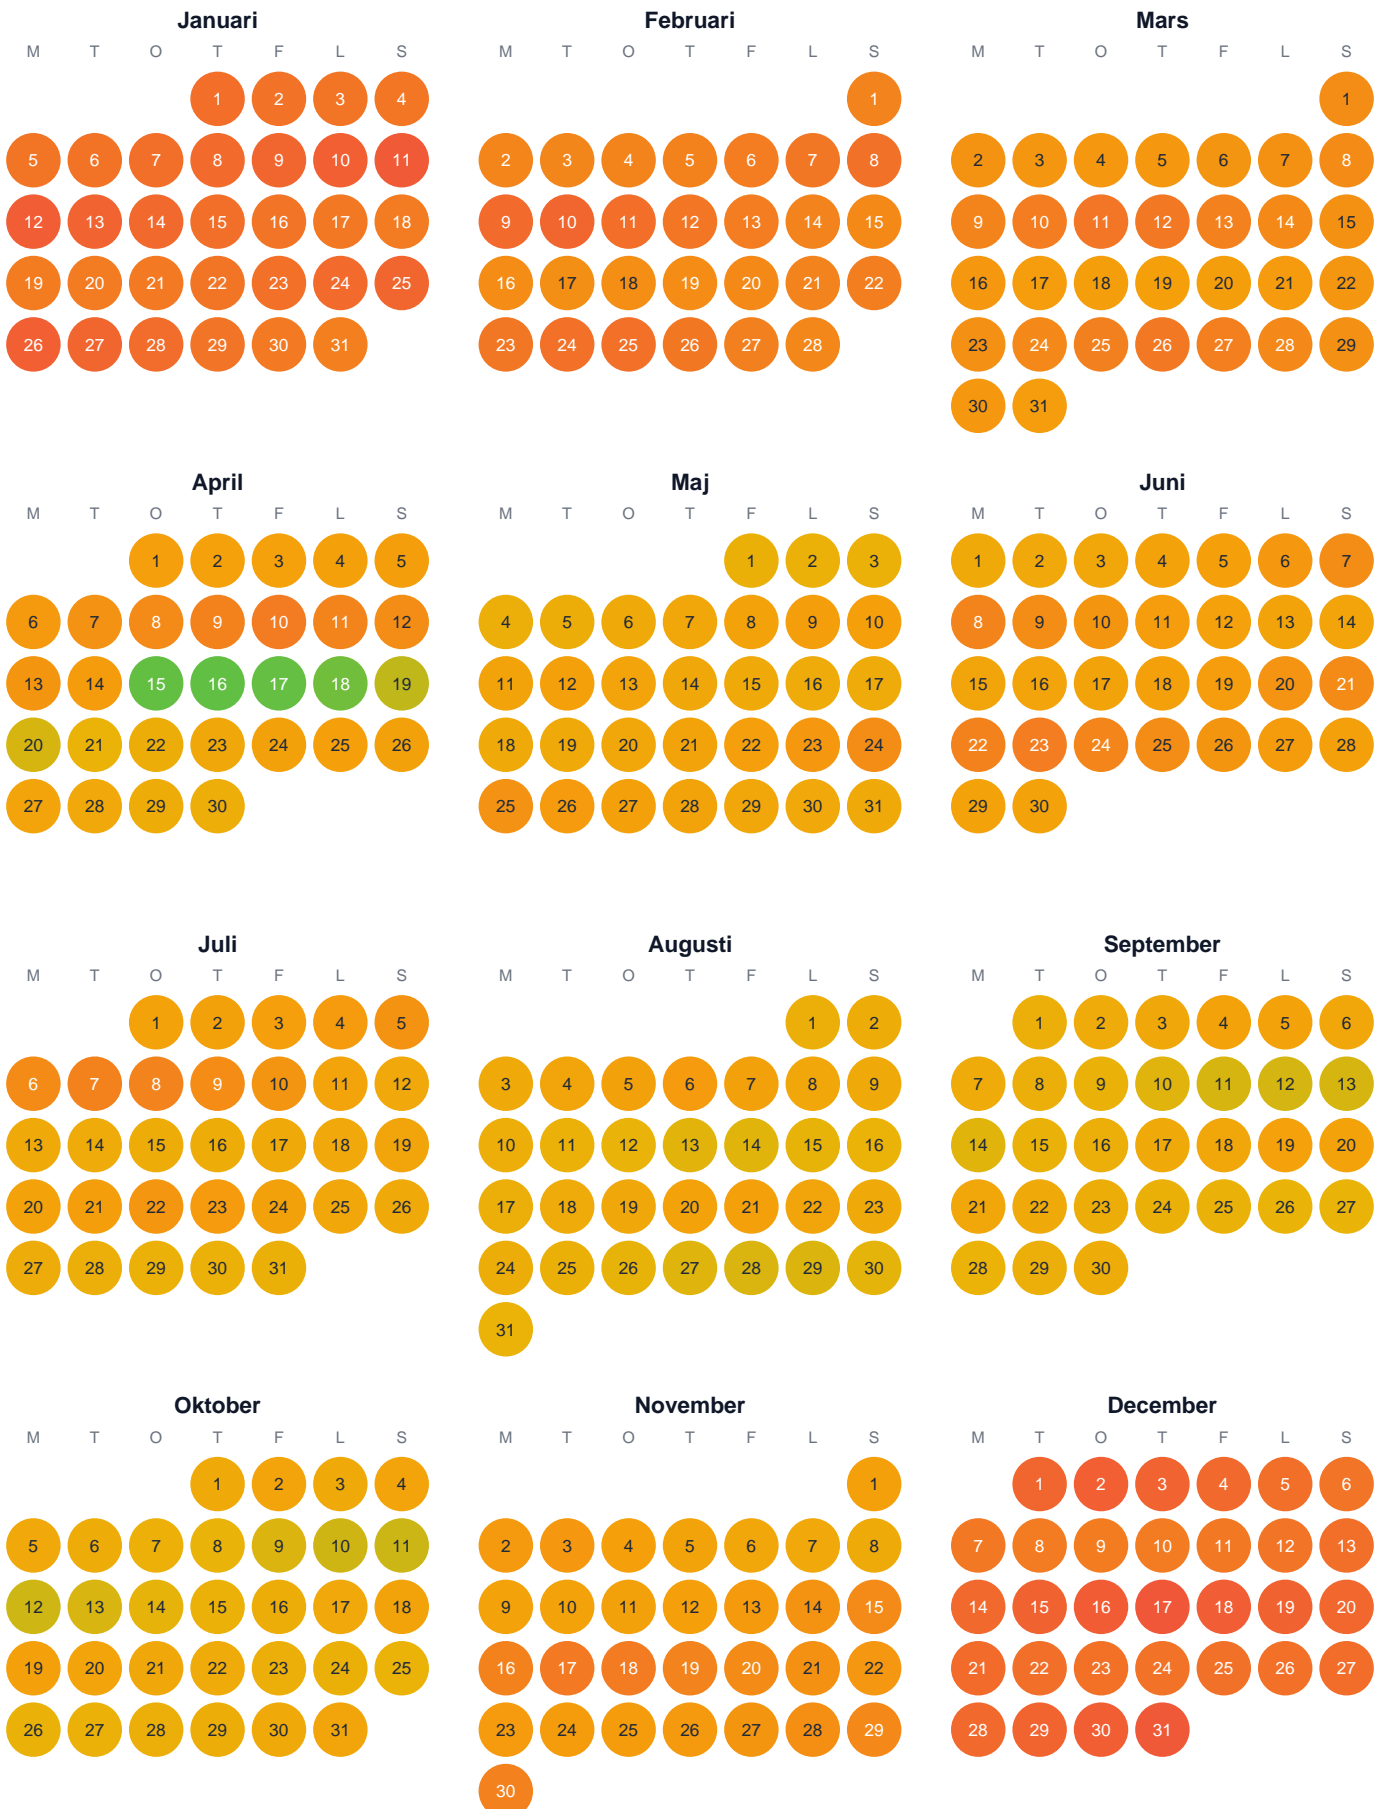 Januari Februari Mars
M T O T F L S M T O T F L S M T O T F L S
1 2 3 4 1 1
5 6 7 8 9 10 11 2 3 4 5 6 7 8 2 3 4 5 6 7 8
12 13 14 15 16 17 18 9 10 11 12 13 14 15 9 10 11 12 13 14 15
19 20 21 22 23 24 25 16 17 18 19 20 21 22 16 17 18 19 20 21 22
26 27 28 29 30 31 23 24 25 26 27 28 23 24 25 26 27 28 29
30 31
April Maj Juni
M T O T F L S M T O T F L S M T O T F L S
1 2 3 4 5 1 2 3 1 2 3 4 5 6 7
6 7 8 9 10 11 12 4 5 6 7 8 9 10 8 9 10 11 12 13 14
13 14 15 16 17 18 19 11 12 13 14 15 16 17 15 16 17 18 19 20 21
20 21 22 23 24 25 26 18 19 20 21 22 23 24 22 23 24 25 26 27 28
27 28 29 30 25 26 27 28 29 30 31 29 30
Juli Augusti September
M T O T F L S M T O T F L S M T O T F L S
1 2 3 4 5 1 2 1 2 3 4 5 6
6 7 8 9 10 11 12 3 4 5 6 7 8 9 7 8 9 10 11 12 13
13 14 15 16 17 18 19 10 11 12 13 14 15 16 14 15 16 17 18 19 20
20 21 22 23 24 25 26 17 18 19 20 21 22 23 21 22 23 24 25 26 27
27 28 29 30 31 24 25 26 27 28 29 30 28 29 30
31
Oktober November December
M T O T F L S M T O T F L S M T O T F L S
1 2 3 4 1 1 2 3 4 5 6
5 6 7 8 9 10 11 2 3 4 5 6 7 8 7 8 9 10 11 12 13
12 13 14 15 16 17 18 9 10 11 12 13 14 15 14 15 16 17 18 19 20
19 20 21 22 23 24 25 16 17 18 19 20 21 22 21 22 23 24 25 26 27
26 27 28 29 30 31 23 24 25 26 27 28 29 28 29 30 31
30